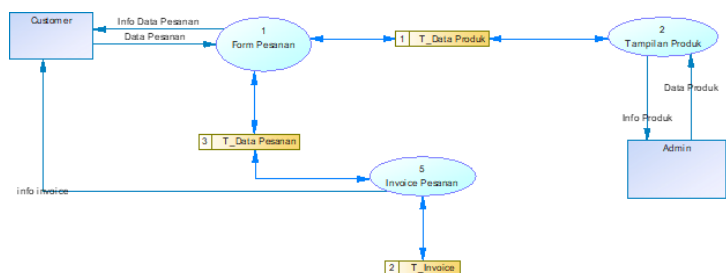 Customer
Info Data Pesanan
Data Pesanan
1
Form Pesanan
1 T_Data Produk
2
Tampilan Produk
Data Produk
Info Produk
Admin
3 T_Data Pesanan
5
Invoice Pesanan
info invoice
2 T_Invoice